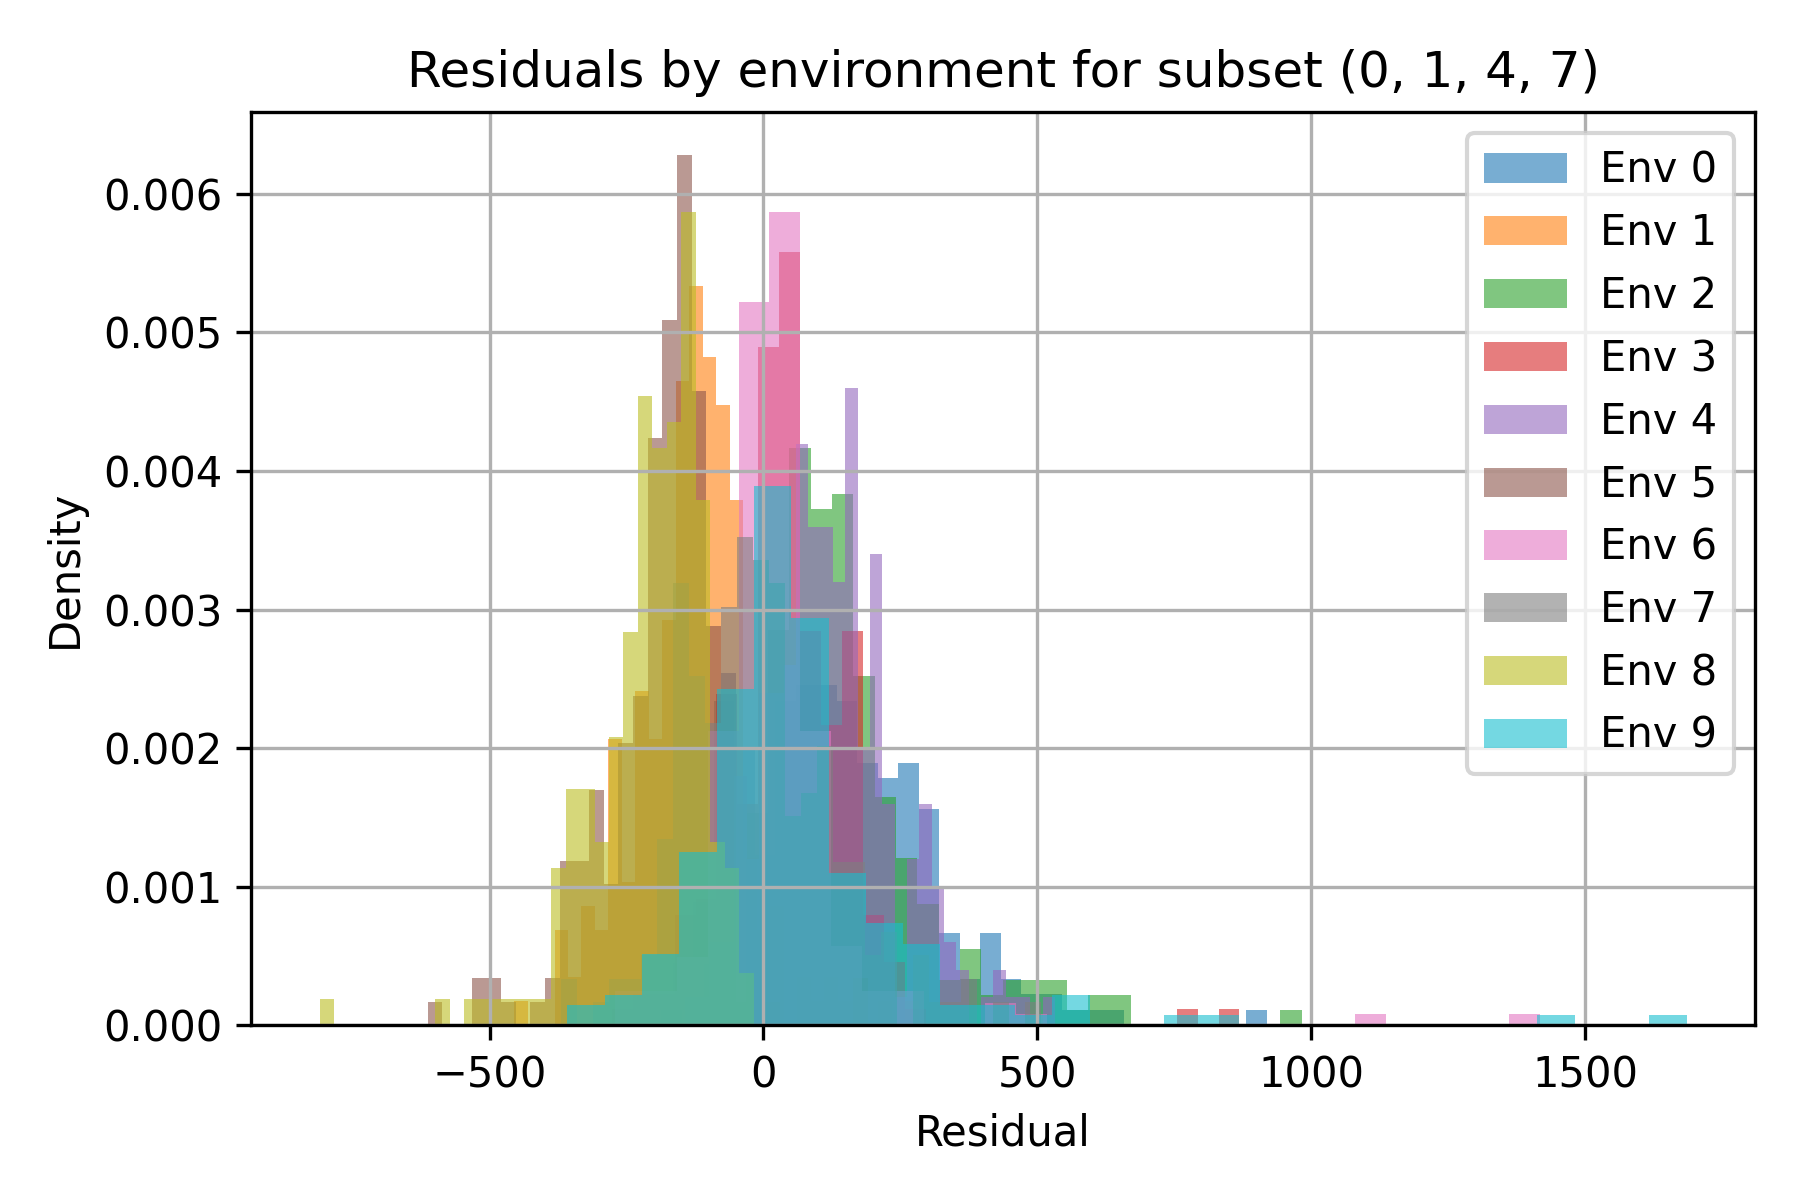 Residuals by environment for subset (0, 1, 4, 7)
Density
0.006
0.005
0.004
0.003
0.002
0.001
0.000
−500
0
500
1000
1500
Residual
Env 0
Env 1
Env 2
Env 3
Env 4
Env 5
Env 6
Env 7
Env 8
Env 9